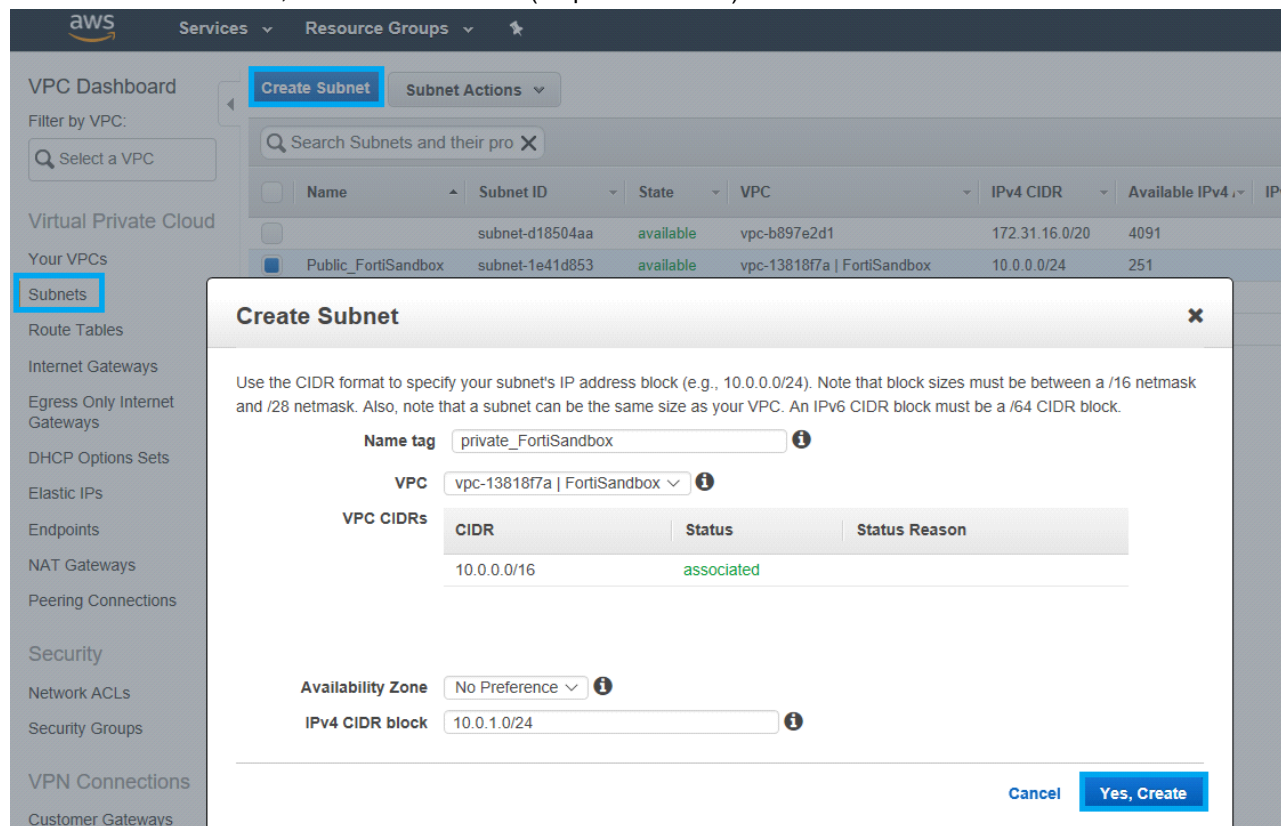 aws Services Resource Groups
VPC Dashboard
Filter by VPC:
Select a VPC
Virtual Private Cloud
Your VPCs
Subnets
Route Tables
Internet Gateways
Egress Only Internet
Gateways
DHCP Options Sets
Elastic IPs
Endpoints
NAT Gateways
Peering Connections
Security
Network ACLs
Security Groups
VPN Connections
Customer Gateways
Create Subnet Subnet Actions
Search Subnets and their pro
Name Subnet ID State VPC IPv4 CIDR Available IPv4
subnet-d18504aa available vpc-b897e2d1 172.31.16.0/20 4091
Public_FortiSandbox subnet-1e41d853 available vpc-13818f7a | FortiSandbox 10.0.0.0/24 251
Create Subnet
Use the CIDR format to specify your subnet's IP address block (e.g., 10.0.0.0/24). Note that block sizes must be between a /16 netmask
and /28 netmask. Also, note that a subnet can be the same size as your VPC. An IPv6 CIDR block must be a /64 CIDR block.
Name tag private_FortiSandbox
VPC vpc-13818f7a | FortiSandbox
VPC CIDRs
CIDR Status Status Reason
10.0.0.0/16 associated
Availability Zone No Preference
IPv4 CIDR block 10.0.1.0/24
Cancel Yes, Create